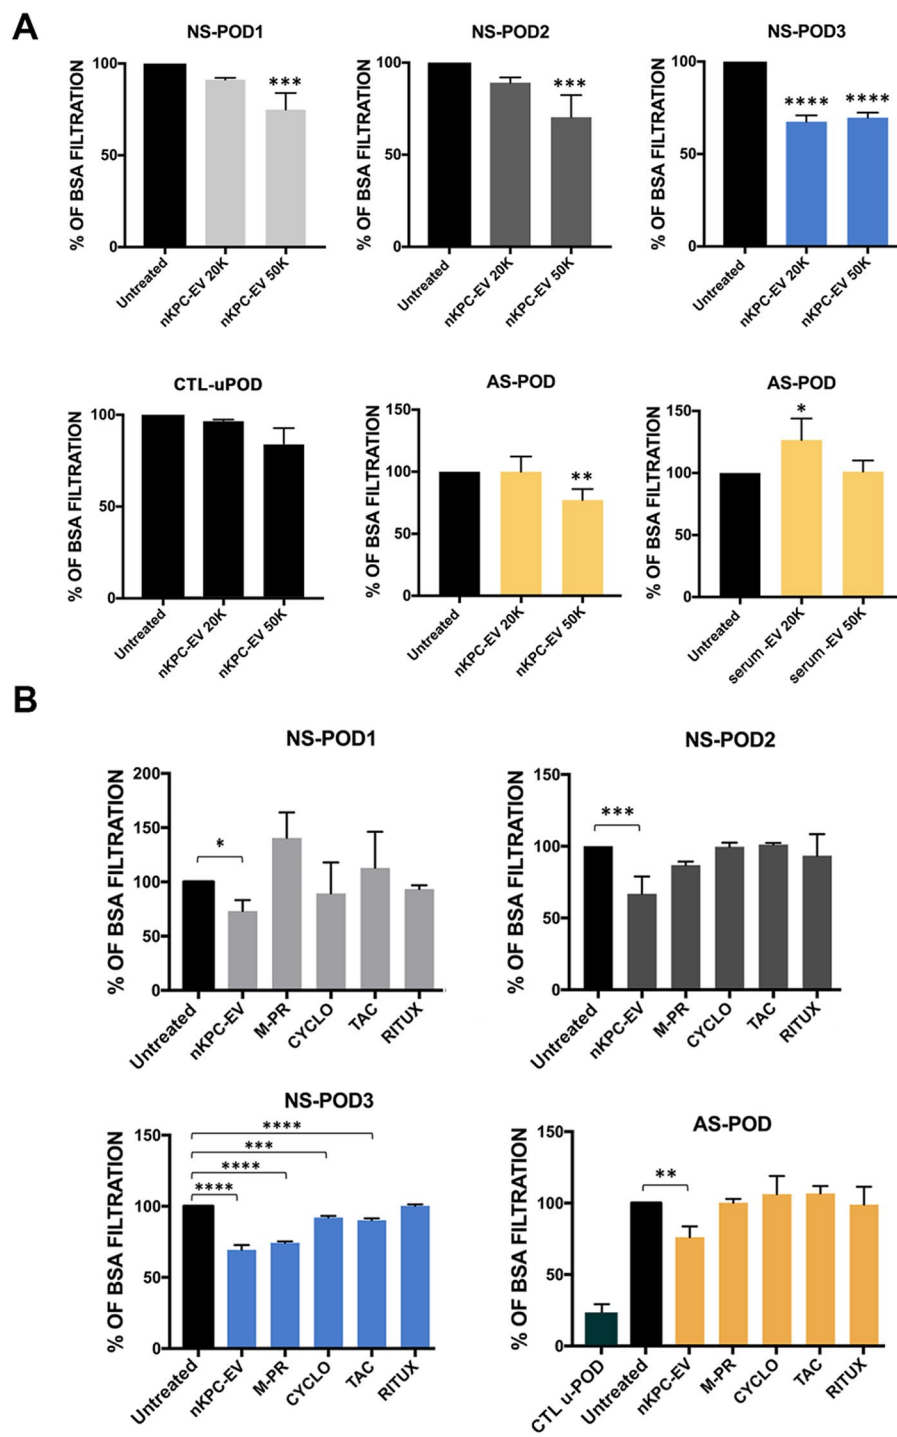 A
NS-POD1
% OF BSA FILTRATION
100
50
0
***
Untreated
nKPC-EV 20K
nKPC-EV 50K
NS-POD2
% OF BSA FILTRATION
100
50
0
***
Untreated
nKPC-EV 20K
nKPC-EV 50K
NS-POD3
% OF BSA FILTRATION
100
50
0
****
****
Untreated
nKPC-EV 20K
nKPC-EV 50K
CTL-uPOD
% OF BSA FILTRATION
100
50
0
Untreated
nKPC-EV 20K
nKPC-EV 50K
AS-POD
% OF BSA FILTRATION
150
100
50
0
**
Untreated
nKPC-EV 20K
nKPC-EV 50K
AS-POD
% OF BSA FILTRATION
150
100
50
0
*
Untreated
serum -EV 20K
serum -EV 50K
B
NS-POD1
% OF BSA FILTRATION
200
150
100
50
0
*
Untreated
nKPC-EV
M-PR
CYCLO
TAC
RITUX
NS-POD2
% OF BSA FILTRATION
150
100
50
0
***
Untreated
nKPC-EV
M-PR
CYCLO
TAC
RITUX
NS-POD3
% OF BSA FILTRATION
150
100
50
0
****
***
****
****
Untreated
nKPC-EV
M-PR
CYCLO
TAC
RITUX
AS-POD
% OF BSA FILTRATION
150
100
50
0
**
CTL u-POD
Untreated
nKPC-EV
M-PR
CYCLO
TAC
RITUX